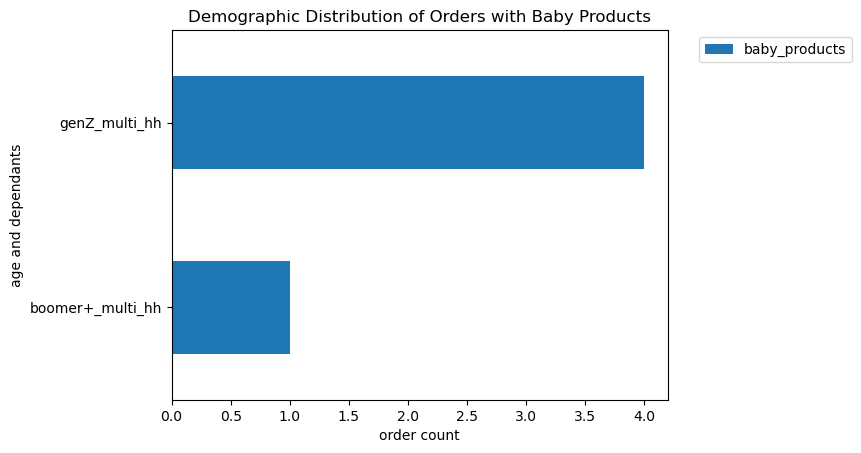 Demographic Distribution of Orders with Baby Products
baby_products
age and dependants
genZ_multi_hh
boomer+_multi_hh
0.0 0.5 1.0 1.5 2.0 2.5 3.0 3.5 4.0
order count